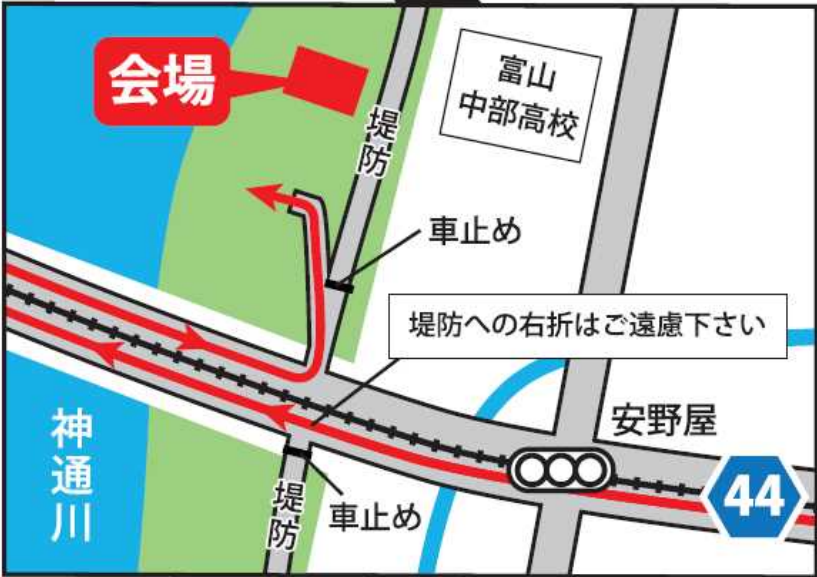 会場
富山
中部高校
堤防
車止め
堤防への右折はご遠慮下さい
安野屋
44
神通川
堤防
車止め